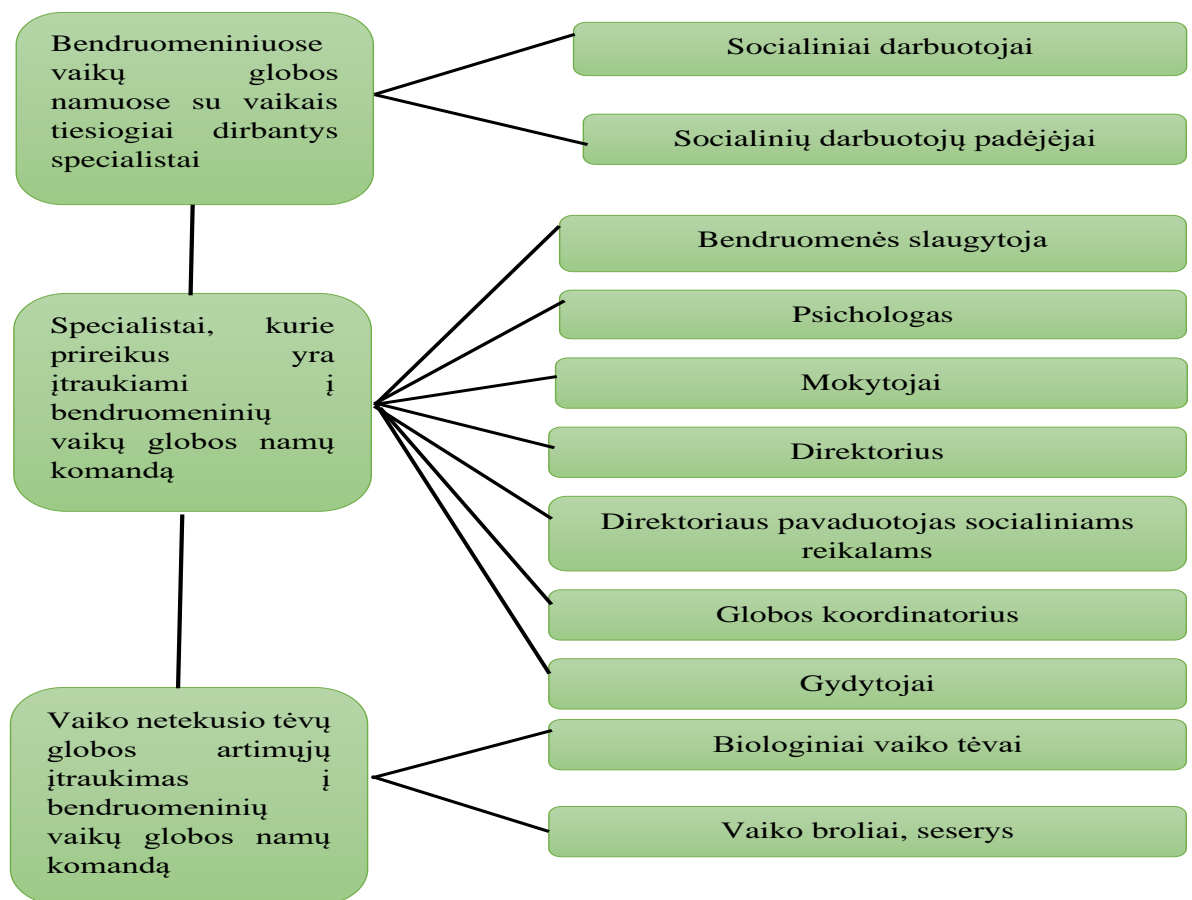 Bendruomeniniuose
vaikų globos
namuose su vaikais
tiesiogiai dirbantys
specialistai
Socialiniai darbuotojai
Socialinių darbuotojų padėjėjai
Specialistai, kurie
prireikus yra
įtraukiami į
bendruomeninių
vaikų globos namų
komandą
Bendruomenės slaugytoja
Psichologas
Mokytojai
Direktorius
Direktoriaus pavaduotojas socialiniams
reikalams
Globos koordinatorius
Gydytojai
Vaiko netekusio tėvų
globos artimųjų
įtraukimas į
bendruomeninių
vaikų globos namų
komandą
Biologiniai vaiko tėvai
Vaiko broliai, seserys